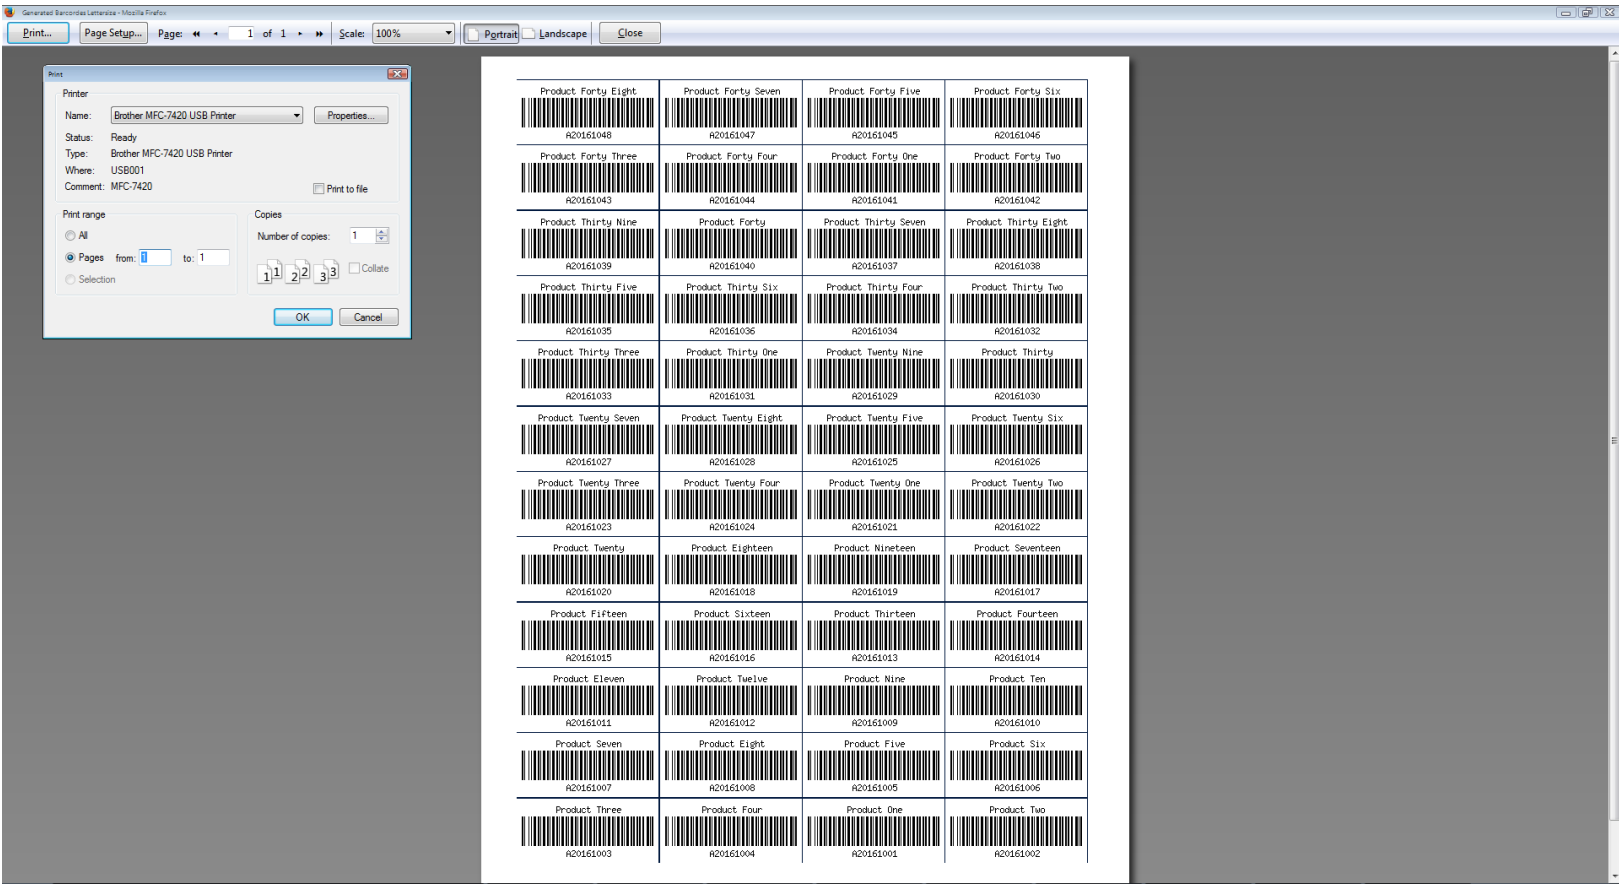 Generated Barcordas Lettersize - Mozilla Firefox
Print... Page Setup... Page: 1 of 1 Scale: 100% Portrait Landscape Close
Print
Printer
Name: Brother MFC-7420 USB Printer Properties...
Status: Ready
Type: Brother MFC-7420 USB Printer
Where: USB001
Comment: MFC-7420 Print to file
Print range
All
Pages from: 1 to: 1
Selection
Copies
Number of copies: 1
1 1 2 2 3 3 Collate
OK Cancel
Product Forty Eight Product Forty Seven Product Forty Five Product Forty Six
A20161048 A20161047 A20161045 A20161046
Product Forty Three Product Forty Four Product Forty One Product Forty Two
A20161043 A20161044 A20161041 A20161042
Product Thirty Nine Product Forty Product Thirty Seven Product Thirty Eight
A20161039 A20161040 A20161037 A20161038
Product Thirty Five Product Thirty Six Product Thirty Four Product Thirty Two
A20161035 A20161036 A20161034 A20161032
Product Thirty Three Product Thirty One Product Twenty Nine Product Thirty
A20161033 A20161031 A20161029 A20161030
Product Twenty Seven Product Twenty Eight Product Twenty Five Product Twenty Six
A20161027 A20161028 A20161025 A20161026
Product Twenty Three Product Twenty Four Product Twenty One Product Twenty Two
A20161023 A20161024 A20161021 A20161022
Product Twenty Product Eighteen Product Nineteen Product Seventeen
A20161020 A20161018 A20161019 A20161017
Product Fifteen Product Sixteen Product Thirteen Product Fourteen
A20161015 A20161016 A20161013 A20161014
Product Eleven Product Twelve Product Nine Product Ten
A20161011 A20161012 A20161009 A20161010
Product Seven Product Eight Product Five Product Six
A20161007 A20161008 A20161005 A20161006
Product Three Product Four Product One Product Two
A20161003 A20161004 A20161001 A20161002